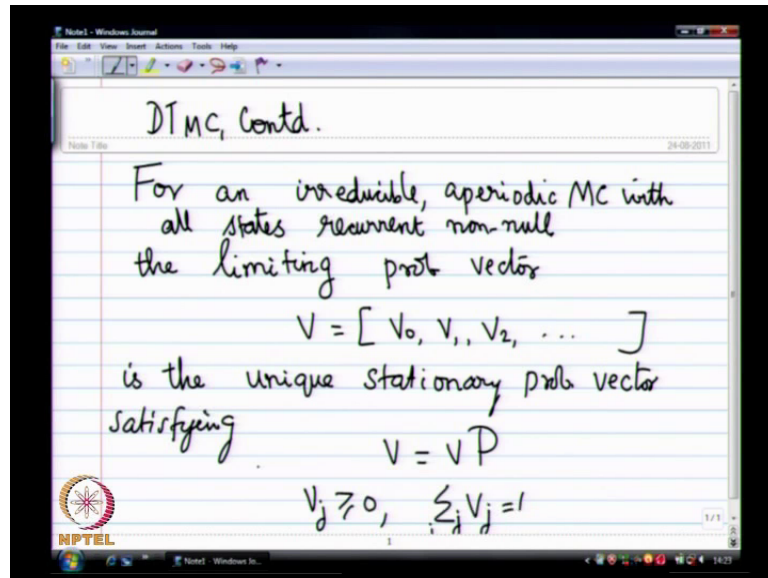 Note1 - Windows Journal
File Edit View Insert Actions Tools Help
DTMC, Contd.
Note Title
24-08-2011
For an irreducible, aperiodic MC with
all states recurrent non-null
the limiting prob vector
V = [ V₀, V₁, V₂, ... ]
is the unique stationary prob. vector
satisfying
V = VP
Vⱼ ≥ 0, Σⱼ Vⱼ = 1
1/1
NPTEL
1
Note1 - Windows Jo...
14:23